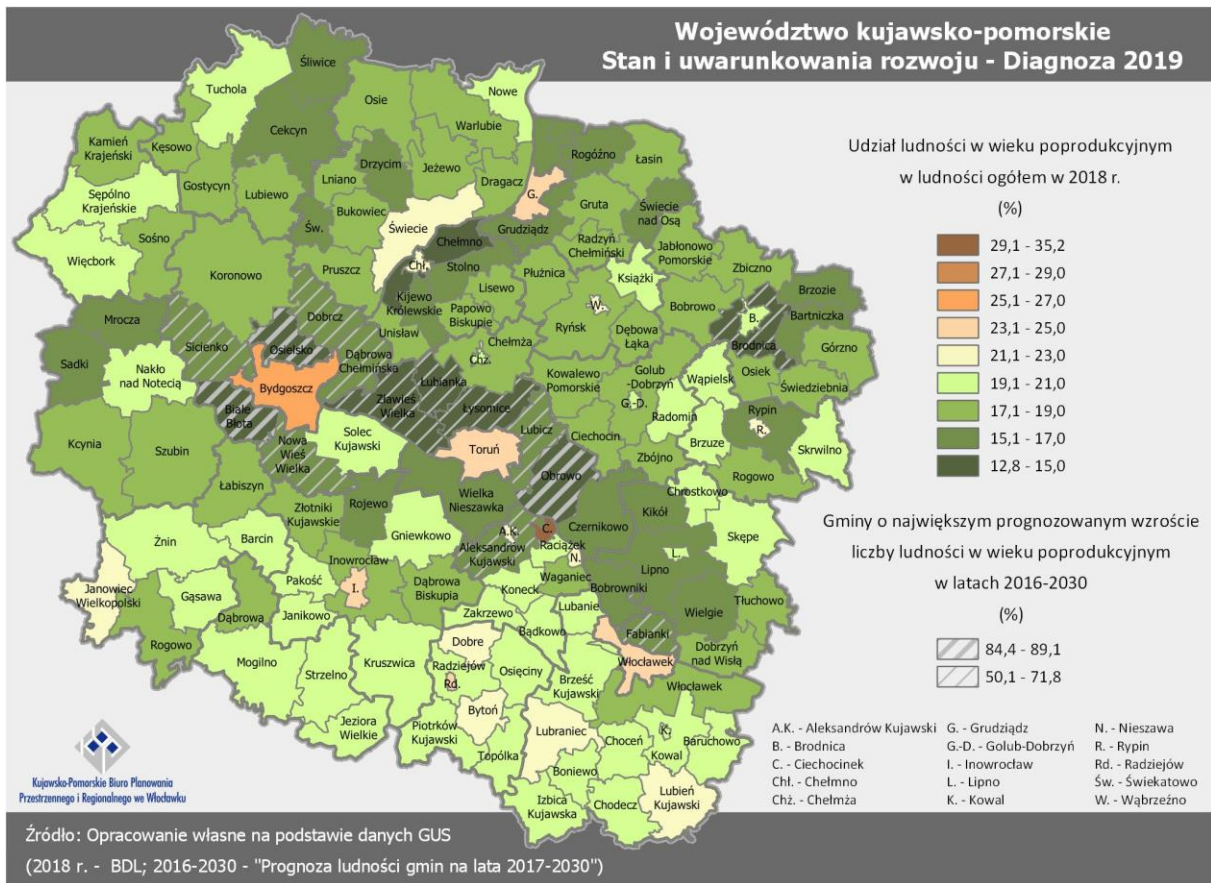 Województwo kujawsko-pomorskie
Stan i uwarunkowania rozwoju - Diagnoza 2019
Śliwice
Tuchola
Nowe
Osie
Cekcyn
Warlubie
Kamień
Krajeński
Kęsowo
Rogóźno
Łasin
Drzycim
Lniano
Jeżewo
Dragacz
G.
Gostycyn
Lubiewo
Sępólno
Krajeńskie
Bukowiec
Św.
Świecie
Gruta
Świecie
nad Osą
Grudziądz
Chełmno
Radzyń
Chełmiński
Jabłonowo
Pomorskie
Sośno
Więcbork
Koronowo
Pruszcz
Chł.
Stolno
Płużnica
Książki
Zbiczno
Brzozie
Lisewo
Kijewo
Królewskie
Papowo
Biskupie
W.
Bobrowo
Bartniczka
B.
Brodnica
Mrocza
Dobrcz
Unisław
Ryńsk
Dębowa
Łąka
Górzno
Sicienko
Osielsko
Dąbrowa
Chełmińska
Chełmża
Chż.
Sadki
Nakło
nad Notecią
Bydgoszcz
Łubianka
Kowalewo
Pomorskie
Golub
-Dobrzyń
G.-D.
Wąpielsk
Osiek
Świedziebnia
Zławieś
Wielka
Łysomice
Radomin
Rypin
R.
Białe
Błota
Lubicz
Ciechocin
Brzuze
Skrwilno
Kcynia
Szubin
Nowa
Wieś
Wielka
Solec
Kujawski
Toruń
Zbójno
Rogowo
Łabiszyn
Obrowo
Chrostkowo
Złotniki
Kujawskie
Rojewo
Wielka
Nieszawka
Czernikowo
Kikół
Skępe
Gniewkowo
A.K.
C.
Raciążek
N.
L.
Żnin
Barcin
Aleksandrów
Kujawski
Lipno
Inowrocław
I.
Waganiec
Bobrowniki
Janowiec
Wielkopolski
Gąsawa
Pakość
Dąbrowa
Biskupia
Koneck
Wielgie
Tłuchowo
Janikowo
Zakrzewo
Lubanie
Dąbrowa
Rogowo
Bądkowo
Fabianki
Dobrzyń
nad Wisłą
Dobre
Włocławek
Mogilno
Strzelno
Kruszwica
Radziejów
Rd.
Osięciny
Brześć
Kujawski
Włocławek
Bytoń
Jeziora
Wielkie
Piotrków
Kujawski
Lubraniec
Choceń
K.
Kowal
Baruchowo
Topólka
Boniewo
Izbica
Kujawska
Chodecz
Lubień
Kujawski
Udział ludności w wieku poprodukcyjnym
w ludności ogółem w 2018 r.
(%)
29,1 - 35,2
27,1 - 29,0
25,1 - 27,0
23,1 - 25,0
21,1 - 23,0
19,1 - 21,0
17,1 - 19,0
15,1 - 17,0
12,8 - 15,0
Gminy o największym prognozowanym wzroście
liczby ludności w wieku poprodukcyjnym
w latach 2016-2030
(%)
84,4 - 89,1
50,1 - 71,8
A.K. - Aleksandrów Kujawski G. - Grudziądz N. - Nieszawa
B. - Brodnica G.-D. - Golub-Dobrzyń R. - Rypin
C. - Ciechocinek I. - Inowrocław Rd. - Radziejów
Chł. - Chełmno L. - Lipno Św. - Świekatowo
Chż. - Chełmża K. - Kowal W. - Wąbrzeźno
Kujawsko-Pomorskie Biuro Planowania
Przestrzennego i Regionalnego we Włocławku
Źródło: Opracowanie własne na podstawie danych GUS
(2018 r. - BDL; 2016-2030 - "Prognoza ludności gmin na lata 2017-2030")